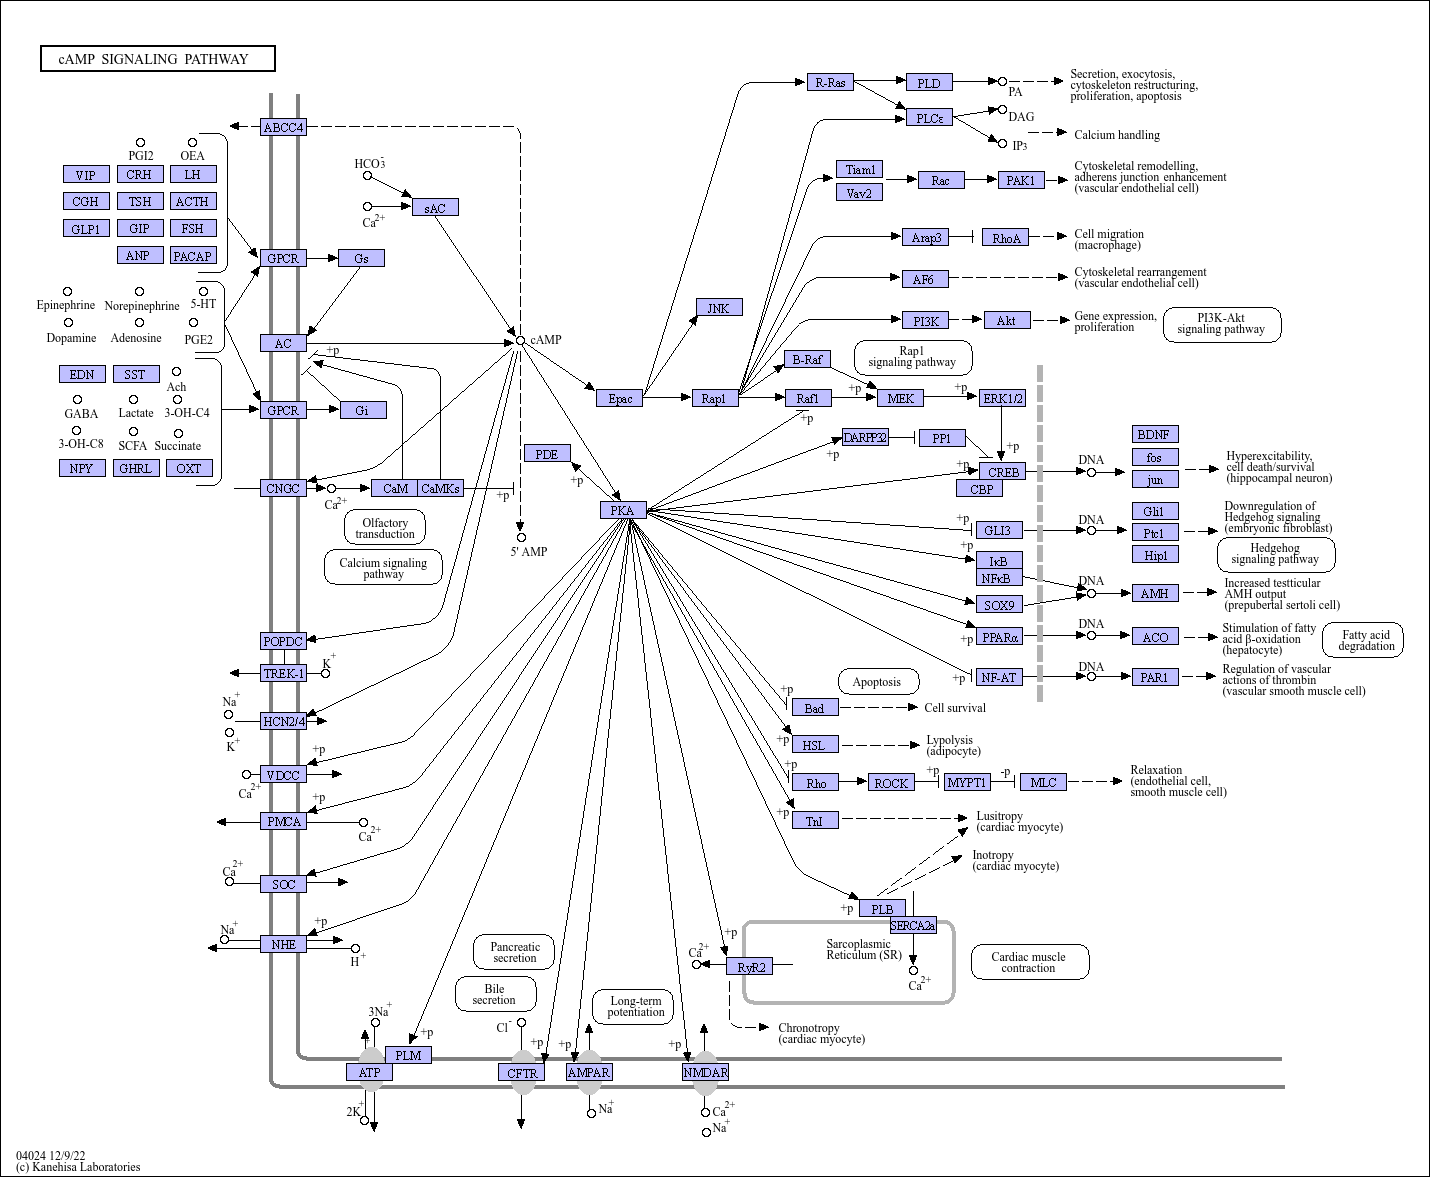 cAMP SIGNALING PATHWAY
R-Ras
PLD
PA
Secretion, exocytosis,
cytoskeleton restructuring,
proliferation, apoptosis
PLCε
DAG
IP3
Calcium handling
ABCC4
PGI2
OEA
VIP
CRH
LH
CGH
TSH
ACTH
GLP1
GIP
FSH
ANP
PACAP
HCO3-
Ca2+
sAC
Tiam1
Vav2
Rac
PAK1
Cytoskeletal remodelling,
adherens junction enhancement
(vascular endothelial cell)
Arap3
RhoA
Cell migration
(macrophage)
GPCR
Gs
AF6
Cytoskeletal rearrangement
(vascular endothelial cell)
Epinephrine
Norepinephrine
5-HT
Dopamine
Adenosine
PGE2
JNK
PI3K
Akt
Gene expression,
proliferation
PI3K-Akt
signaling pathway
AC
+p
cAMP
B-Raf
Rap1
signaling pathway
EDN
SST
Ach
GABA
Lactate
3-OH-C4
3-OH-C8
SCFA
Succinate
NPY
GHRL
OXT
GPCR
Gi
Epac
Rap1
Raf1
+p
+p
MEK
+p
ERK1/2
DARPP32
+p
PP1
+p
+p
CREB
CBP
DNA
BDNF
fos
jun
Hyperexcitability,
cell death/survival
(hippocampal neuron)
PDE
+p
CNGC
Ca2+
CaM
CaMKs
+p
PKA
Olfactory
transduction
Calcium signaling
pathway
5' AMP
+p
GLI3
DNA
Gli1
Ptc1
Hip1
Downregulation of
Hedgehog signaling
(embryonic fibroblast)
Hedgehog
signaling pathway
+p
IκB
NFκB
SOX9
DNA
AMH
Increased testticular
AMH output
(prepubertal sertoli cell)
+p
PPARα
DNA
ACO
Stimulation of fatty
acid β-oxidation
(hepatocyte)
Fatty acid
degradation
+p
NF-AT
DNA
PAR1
Regulation of vascular
actions of thrombin
(vascular smooth muscle cell)
POPDC
TREK-1
K+
Na+
K+
HCN2/4
+p
VDCC
Ca2+
+p
PMCA
Ca2+
Ca2+
SOC
Na+
+p
NHE
H+
Apoptosis
+p
Bad
Cell survival
+p
HSL
Lypolysis
(adipocyte)
+p
Rho
ROCK
+p
MYPT1
-p
MLC
Relaxation
(endothelial cell,
smooth muscle cell)
+p
TnI
Lusitropy
(cardiac myocyte)
Inotropy
(cardiac myocyte)
+p
PLB
SERCA2a
Sarcoplasmic
Reticulum (SR)
Ca2+
+p
Ca2+
RyR2
Cardiac muscle
contraction
Chronotropy
(cardiac myocyte)
Pancreatic
secretion
Bile
secretion
Long-term
potentiation
3Na+
+
+p
PLM
ATP
2K+
Cl-
+p
CFTR
+p
AMPAR
Na+
+p
NMDAR
Ca2+
Na+
04024 12/9/22
(c) Kanehisa Laboratories